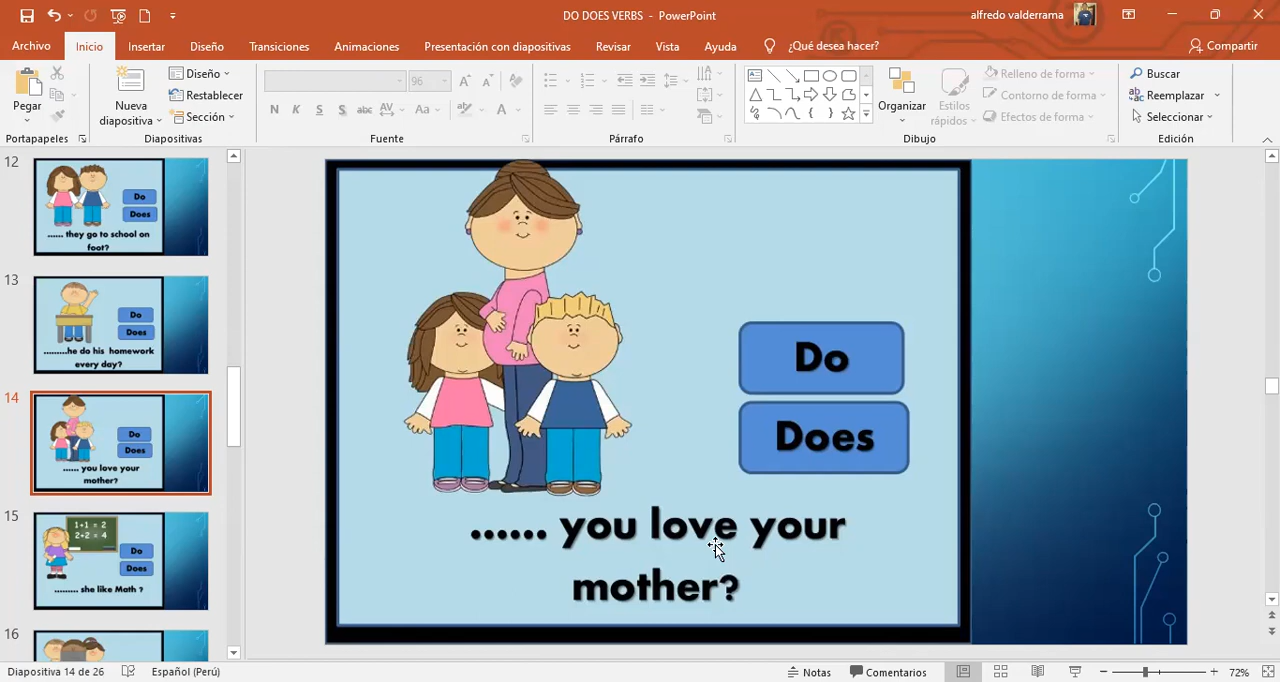 DO DOES VERBS - PowerPoint
alfredo valderrama
Archivo Inicio Insertar Diseño Transiciones Animaciones Presentación con diapositivas Revisar Vista Ayuda ¿Qué desea hacer? Compartir
Pegar
Nueva diapositiva
Diseño
Restablecer
Sección
96
N K S S abc AV Aa A
Organizar
Estilos rápidos
Relleno de forma
Contorno de forma
Efectos de forma
Buscar
Reemplazar
Seleccionar
Portapapeles Diapositivas Fuente Párrafo Dibujo Edición
12
Do
Does
...... they go to school on
foot?
13
Do
Does
.........he do his homework
every day?
14
Do
Does
...... you love your
mother?
15
1+1 = 2
2+2 = 4
Do
Does
......... she like Math ?
16
Do
Does
...... you love your
mother?
Diapositiva 14 de 26 Español (Perú) Notas Comentarios 72%